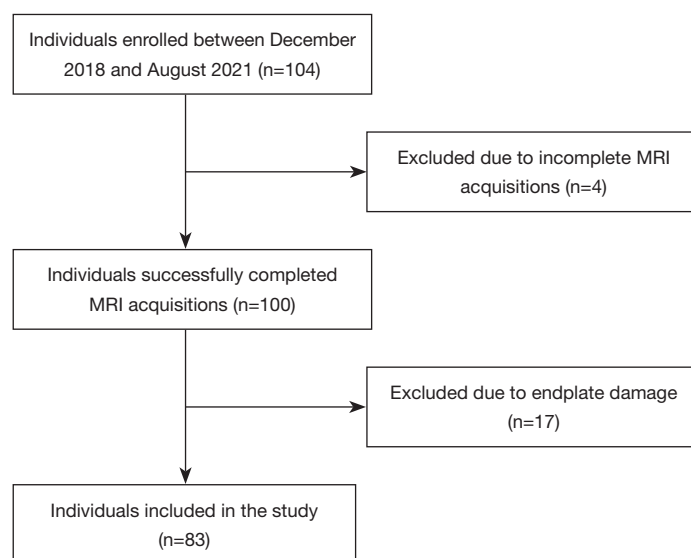 Individuals enrolled between December
2018 and August 2021 (n=104)
Excluded due to incomplete MRI
acquisitions (n=4)
Individuals successfully completed
MRI acquisitions (n=100)
Excluded due to endplate damage
(n=17)
Individuals included in the study
(n=83)